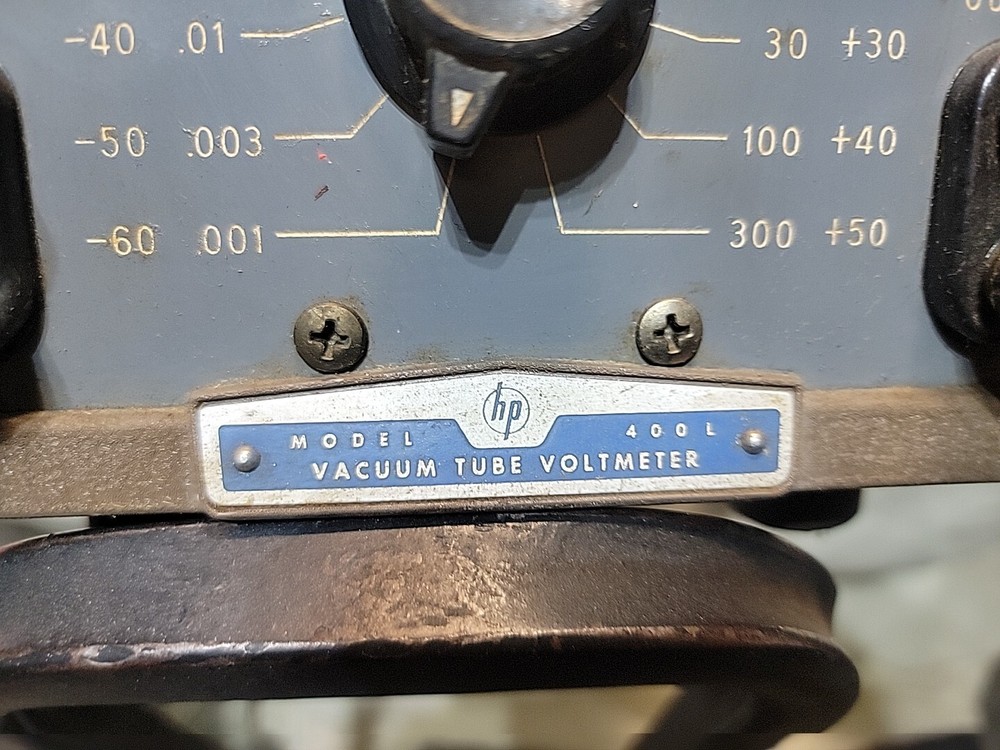 -40 .01 30 +30
-50 .003 100 +40
-60 .001 300 +50
hp
MODEL 400L
VACUUM TUBE VOLTMETER